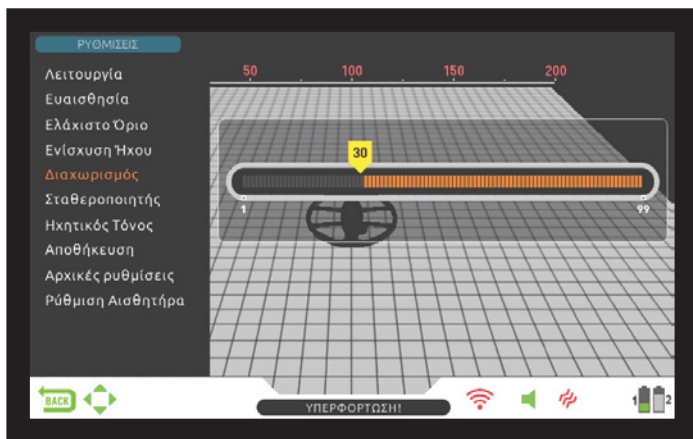 ΡΥΘΜΙΣΕΙΣ
50 100 150 200
Λειτουργία
Ευαισθησία
Ελάχιστο Όριο
Ενίσχυση Ήχου
30
Διαχωρισμός
Σταθεροποιητής
1 99
Ηχητικός Τόνος
Αποθήκευση
Αρχικές ρυθμίσεις
Ρύθμιση Αισθητήρα
BACK
1 2
ΥΠΕΡΦΟΡΤΩΣΗ!